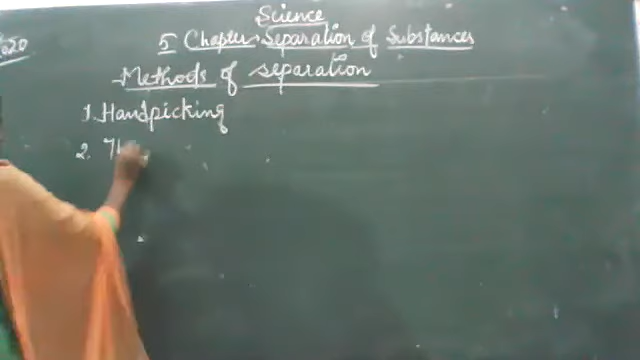 Science
5 Chapter Separation of Substances
Methods of separation
1. Handpicking
2. Th